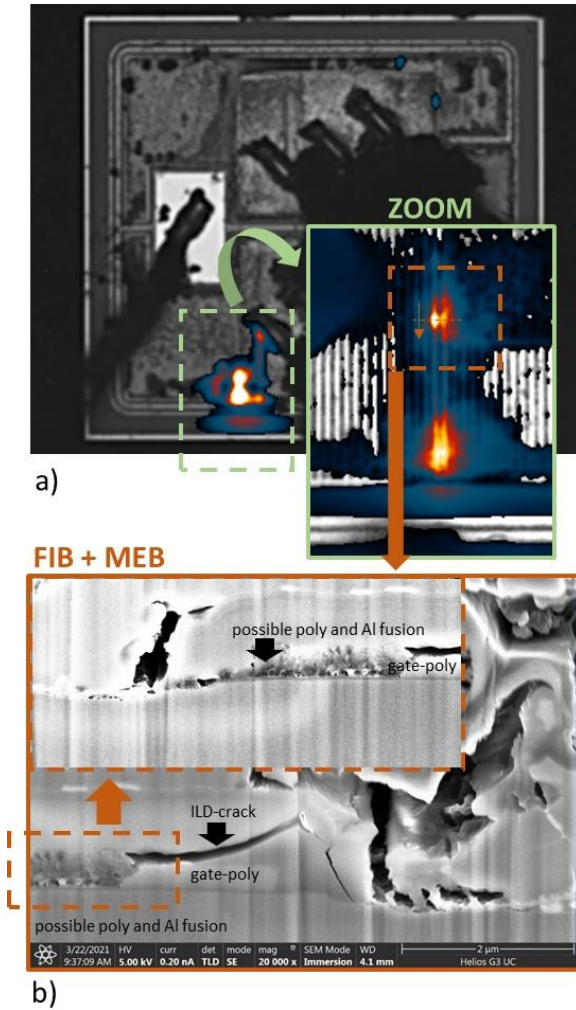 ZOOM
a)
FIB + MEB
possible poly and Al fusion
gate-poly
ILD-crack
gate-poly
possible poly and Al fusion
3/22/2021 HV curr det mode mag SEM Mode WD 2 µm
9:37:09 AM 5.00 kV 0.20 nA TLD SE 20 000 x Immersion 4.1 mm Helios G3 UC
b)